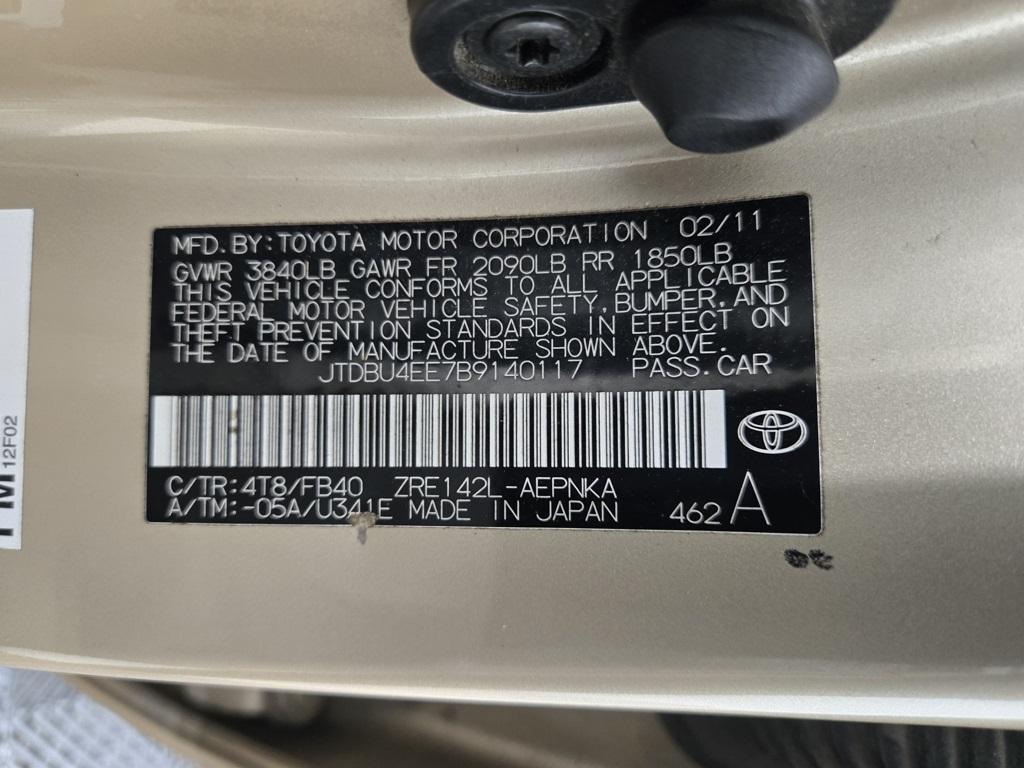 MFD. BY: TOYOTA MOTOR CORPORATION 02/11
GVWR 3840LB GAWR FR 2090LB RR 1850LB
THIS VEHICLE CONFORMS TO ALL APPLICABLE
FEDERAL MOTOR VEHICLE SAFETY, BUMPER, AND
THEFT PREVENTION STANDARDS IN EFFECT ON
THE DATE OF MANUFACTURE SHOWN ABOVE.
JTDBU4EE7B9140117 PASS. CAR
C/TR: 4T8/FB40 ZRE142L-AEPNKA
A/TM: -05A/U341E MADE IN JAPAN 462 A
12F02